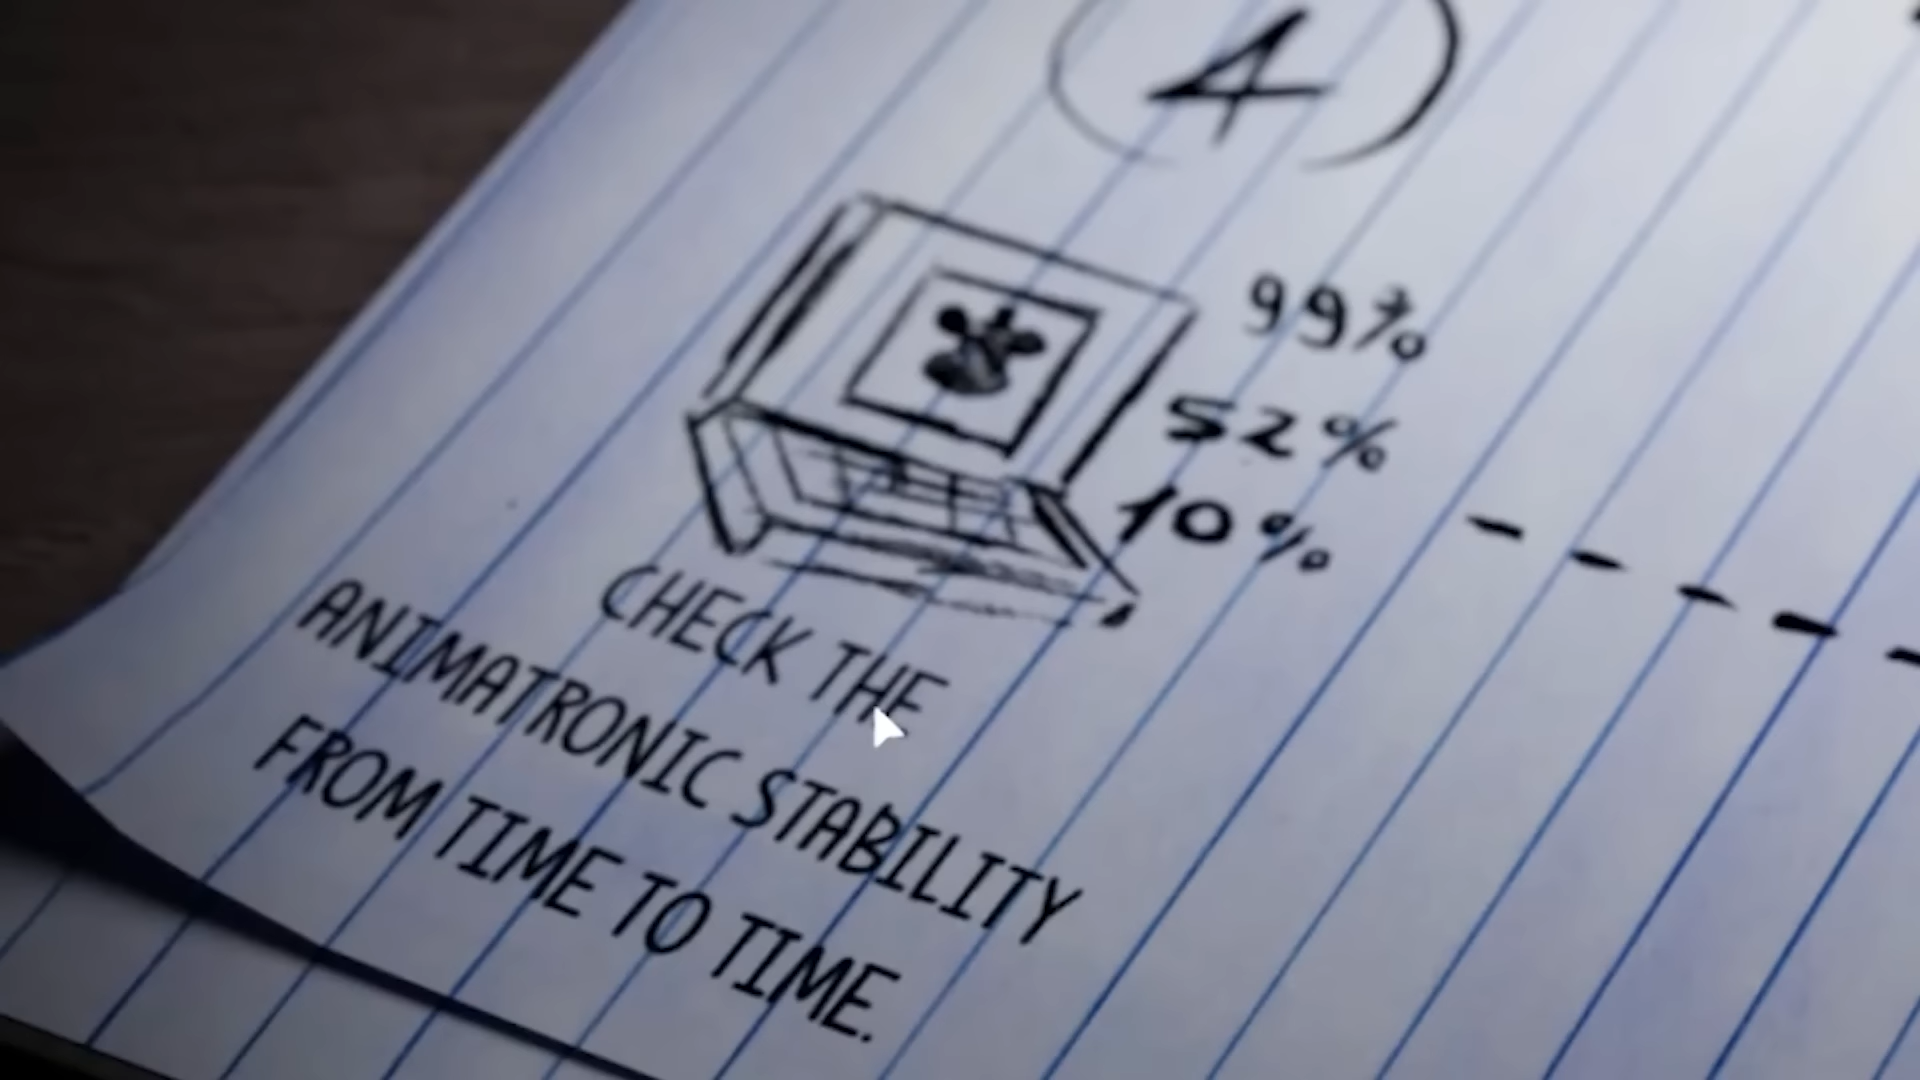 4
99%
52%
10%
CHECK THE
ANIMATRONIC STABILITY
FROM TIME TO TIME.